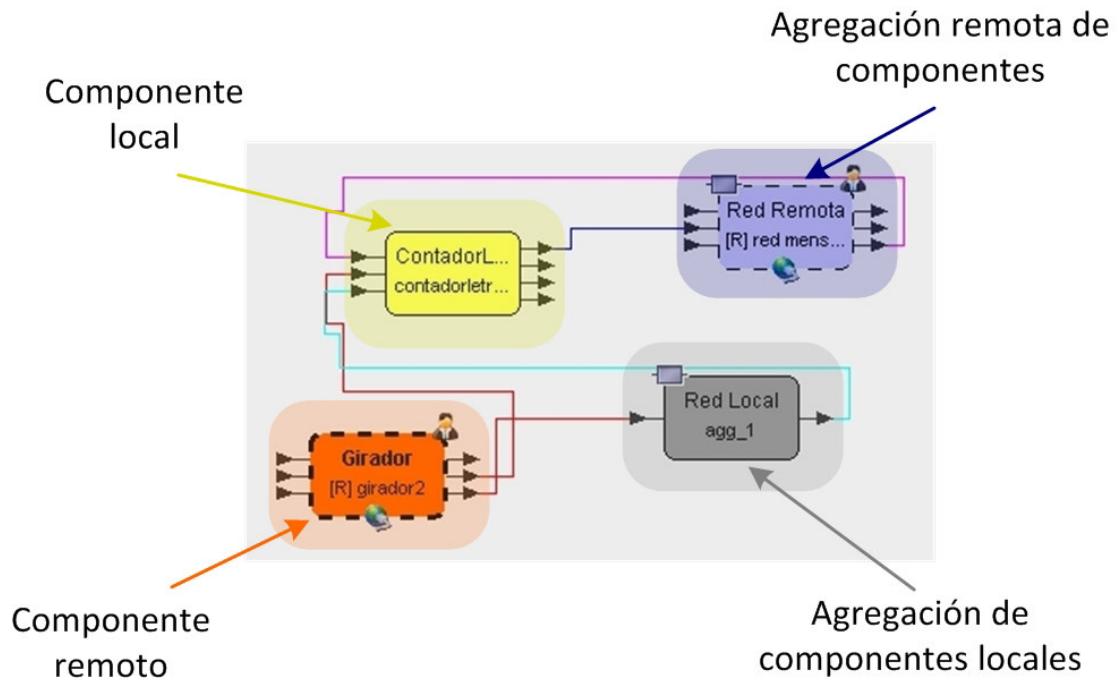 Agregación remota de
componentes
Componente
local
Red Remota
[R] red mens...
ContadorL...
contadorletr...
Red Local
agg_1
Girador
[R] girador2
Componente
remoto
Agregación de
componentes locales